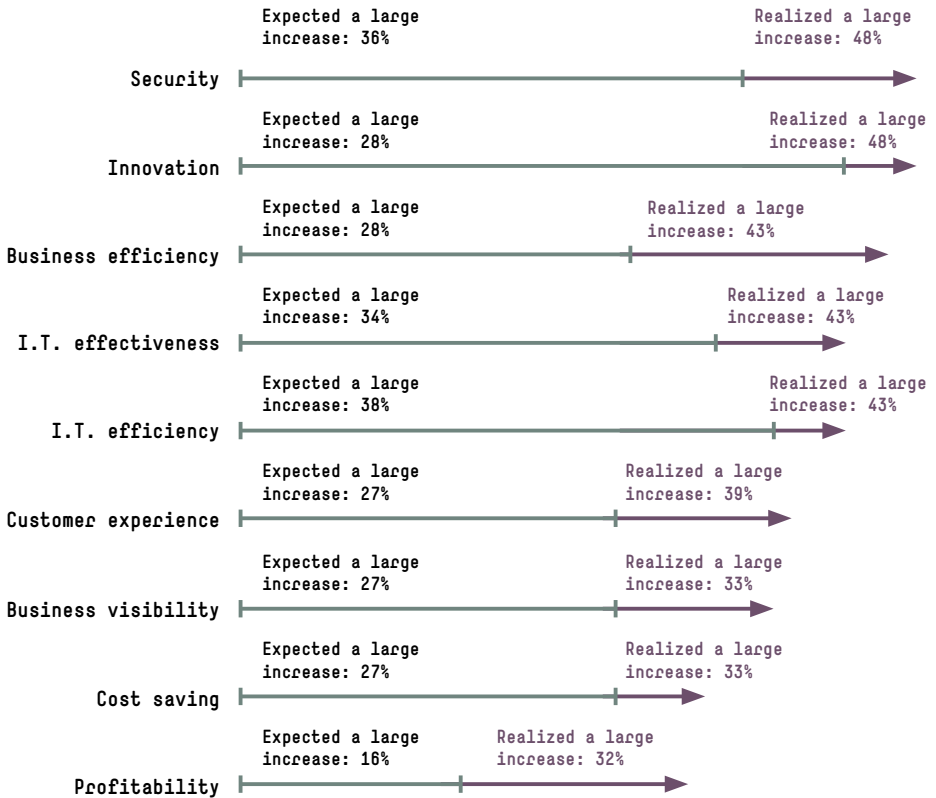 Expected a large
increase: 36%
Realized a large
increase: 48%
Security
Expected a large
increase: 28%
Realized a large
increase: 48%
Innovation
Expected a large
increase: 28%
Realized a large
increase: 43%
Business efficiency
Expected a large
increase: 34%
Realized a large
increase: 43%
I.T. effectiveness
Expected a large
increase: 38%
Realized a large
increase: 43%
I.T. efficiency
Expected a large
increase: 27%
Realized a large
increase: 39%
Customer experience
Expected a large
increase: 27%
Realized a large
increase: 33%
Business visibility
Expected a large
increase: 27%
Realized a large
increase: 33%
Cost saving
Expected a large
increase: 16%
Realized a large
increase: 32%
Profitability